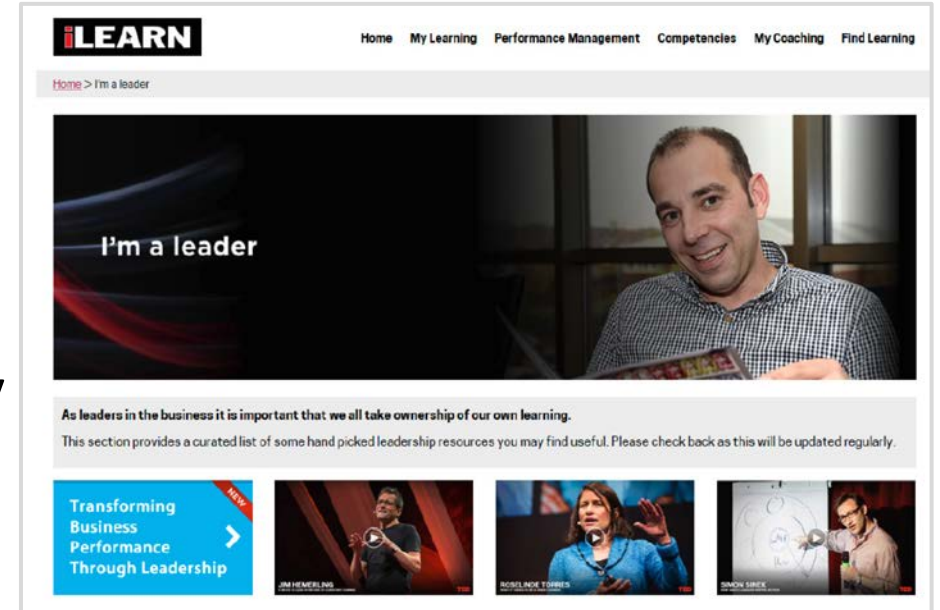 iLEARN
Home My Learning Performance Management Competencies My Coaching Find Learning
Home > I'm a leader
I'm a leader
As leaders in the business it is important that we all take ownership of our own learning.
This section provides a curated list of some hand picked leadership resources you may find useful. Please check back as this will be updated regularly.
Transforming
Business
Performance
Through Leadership
NEW
JIM HEMERLING
TED
ROSELINDE TORRES
TED
SIMON SINEK
TED